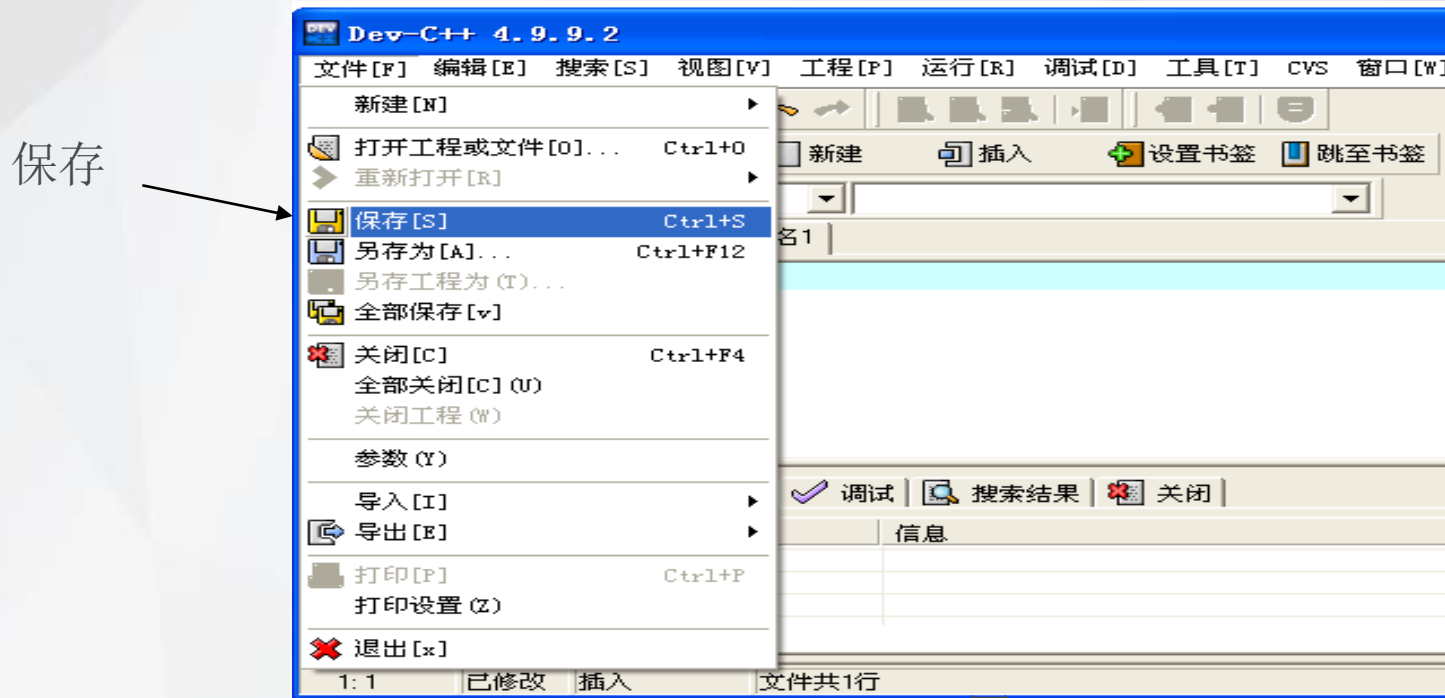 Dev-C++ 4.9.9.2
文件[F] 编辑[E] 搜索[S] 视图[V] 工程[P] 运行[R] 调试[D] 工具[T] CVS 窗口[W]
新建[N]
打开工程或文件[O]... Ctrl+O
新建 插入 设置书签 跳至书签
重新打开[R]
保存
保存[S] Ctrl+S
名1
另存为[A]... Ctrl+F12
另存工程为(T)...
全部保存[v]
关闭[C] Ctrl+F4
全部关闭[C](U)
关闭工程(W)
参数(Y)
导入[I]
调试 搜索结果 关闭
导出[E]
信息
打印[P] Ctrl+P
打印设置(Z)
退出[x]
1: 1 已修改 插入 文件共1行